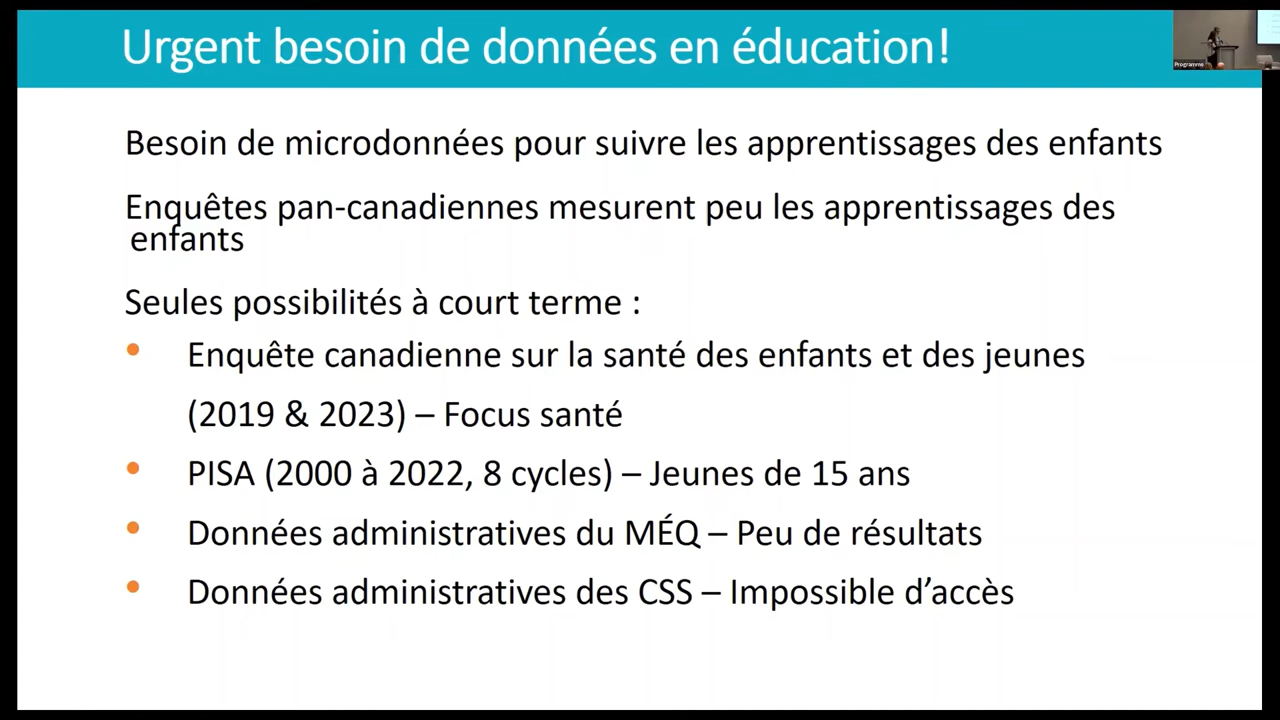 Urgent besoin de données en éducation!
Programme
Besoin de microdonnées pour suivre les apprentissages des enfants
Enquêtes pan-canadiennes mesurent peu les apprentissages des
enfants
Seules possibilités à court terme :
• Enquête canadienne sur la santé des enfants et des jeunes
(2019 & 2023) – Focus santé
• PISA (2000 à 2022, 8 cycles) – Jeunes de 15 ans
• Données administratives du MÉQ – Peu de résultats
• Données administratives des CSS – Impossible d’accès